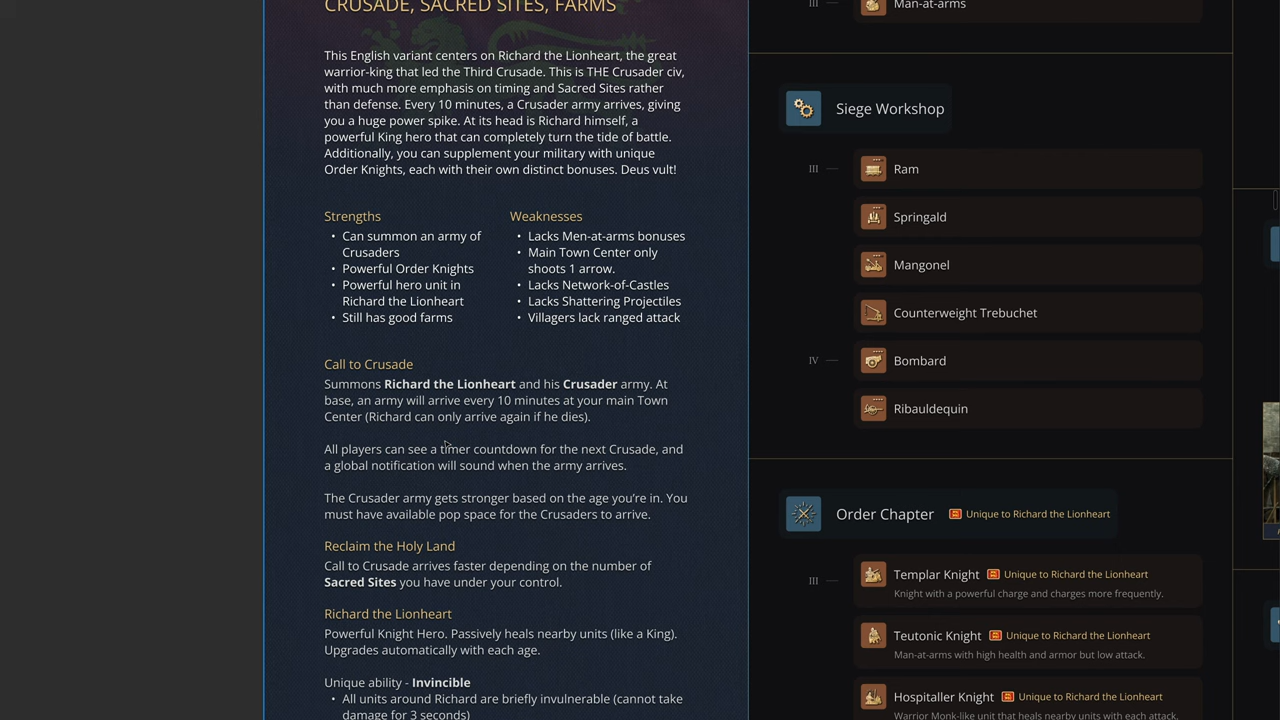 CRUSADE, SACRED SITES, FARMS
This English variant centers on Richard the Lionheart, the great
warrior-king that led the Third Crusade. This is THE Crusader civ,
with much more emphasis on timing and Sacred Sites rather
than defense. Every 10 minutes, a Crusader army arrives, giving
you a huge power spike. At its head is Richard himself, a
powerful King hero that can completely turn the tide of battle.
Additionally, you can supplement your military with unique
Order Knights, each with their own distinct bonuses. Deus vult!
Strengths
• Can summon an army of
Crusaders
• Powerful Order Knights
• Powerful hero unit in
Richard the Lionheart
• Still has good farms
Weaknesses
• Lacks Men-at-arms bonuses
• Main Town Center only
shoots 1 arrow.
• Lacks Network-of-Castles
• Lacks Shattering Projectiles
• Villagers lack ranged attack
Call to Crusade
Summons Richard the Lionheart and his Crusader army. At
base, an army will arrive every 10 minutes at your main Town
Center (Richard can only arrive again if he dies).
All players can see a timer countdown for the next Crusade, and
a global notification will sound when the army arrives.
The Crusader army gets stronger based on the age you're in. You
must have available pop space for the Crusaders to arrive.
Reclaim the Holy Land
Call to Crusade arrives faster depending on the number of
Sacred Sites you have under your control.
Richard the Lionheart
Powerful Knight Hero. Passively heals nearby units (like a King).
Upgrades automatically with each age.
Unique ability - Invincible
• All units around Richard are briefly invulnerable (cannot take
damage for 3 seconds)
III Man-at-arms
Siege Workshop
III Ram
Springald
Mangonel
Counterweight Trebuchet
IV Bombard
Ribauldequin
Order Chapter Unique to Richard the Lionheart
III Templar Knight Unique to Richard the Lionheart
Knight with a powerful charge and charges more frequently.
Teutonic Knight Unique to Richard the Lionheart
Man-at-arms with high health and armor but low attack.
Hospitaller Knight Unique to Richard the Lionheart
Warrior Monk-like unit that heals nearby units with each attack.